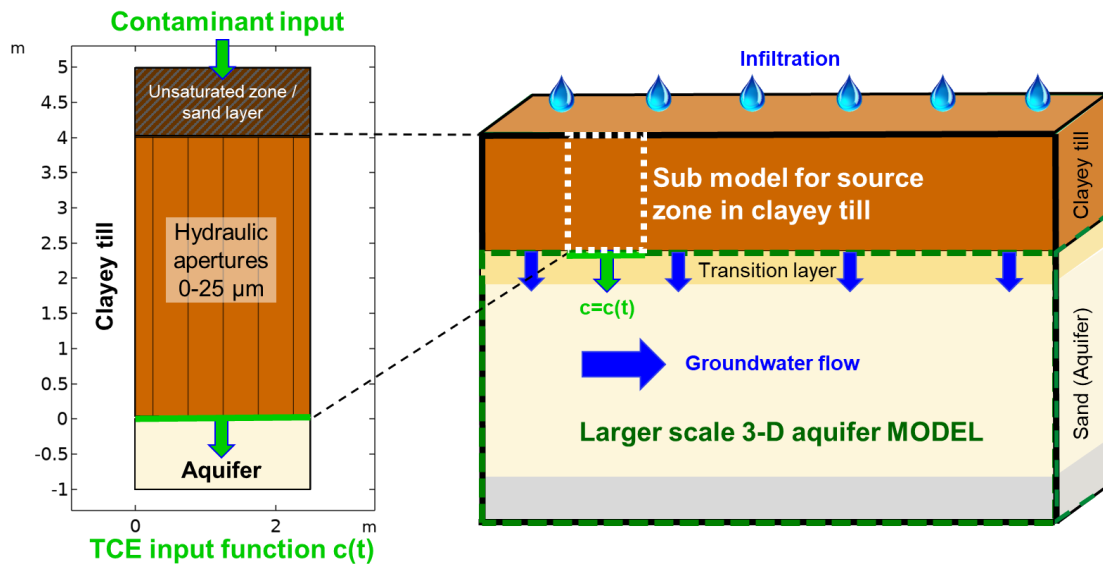 Contaminant input
m
5
4.5
4
3.5
3
2.5
2
1.5
1
0.5
0
-0.5
-1
Unsaturated zone /
sand layer
Clayey till
Hydraulic
apertures
0-25 µm
Aquifer
0
2
m
TCE input function c(t)
Infiltration
Sub model for source
zone in clayey till
Clayey till
Transition layer
c=c(t)
Groundwater flow
Sand (Aquifer)
Larger scale 3-D aquifer MODEL